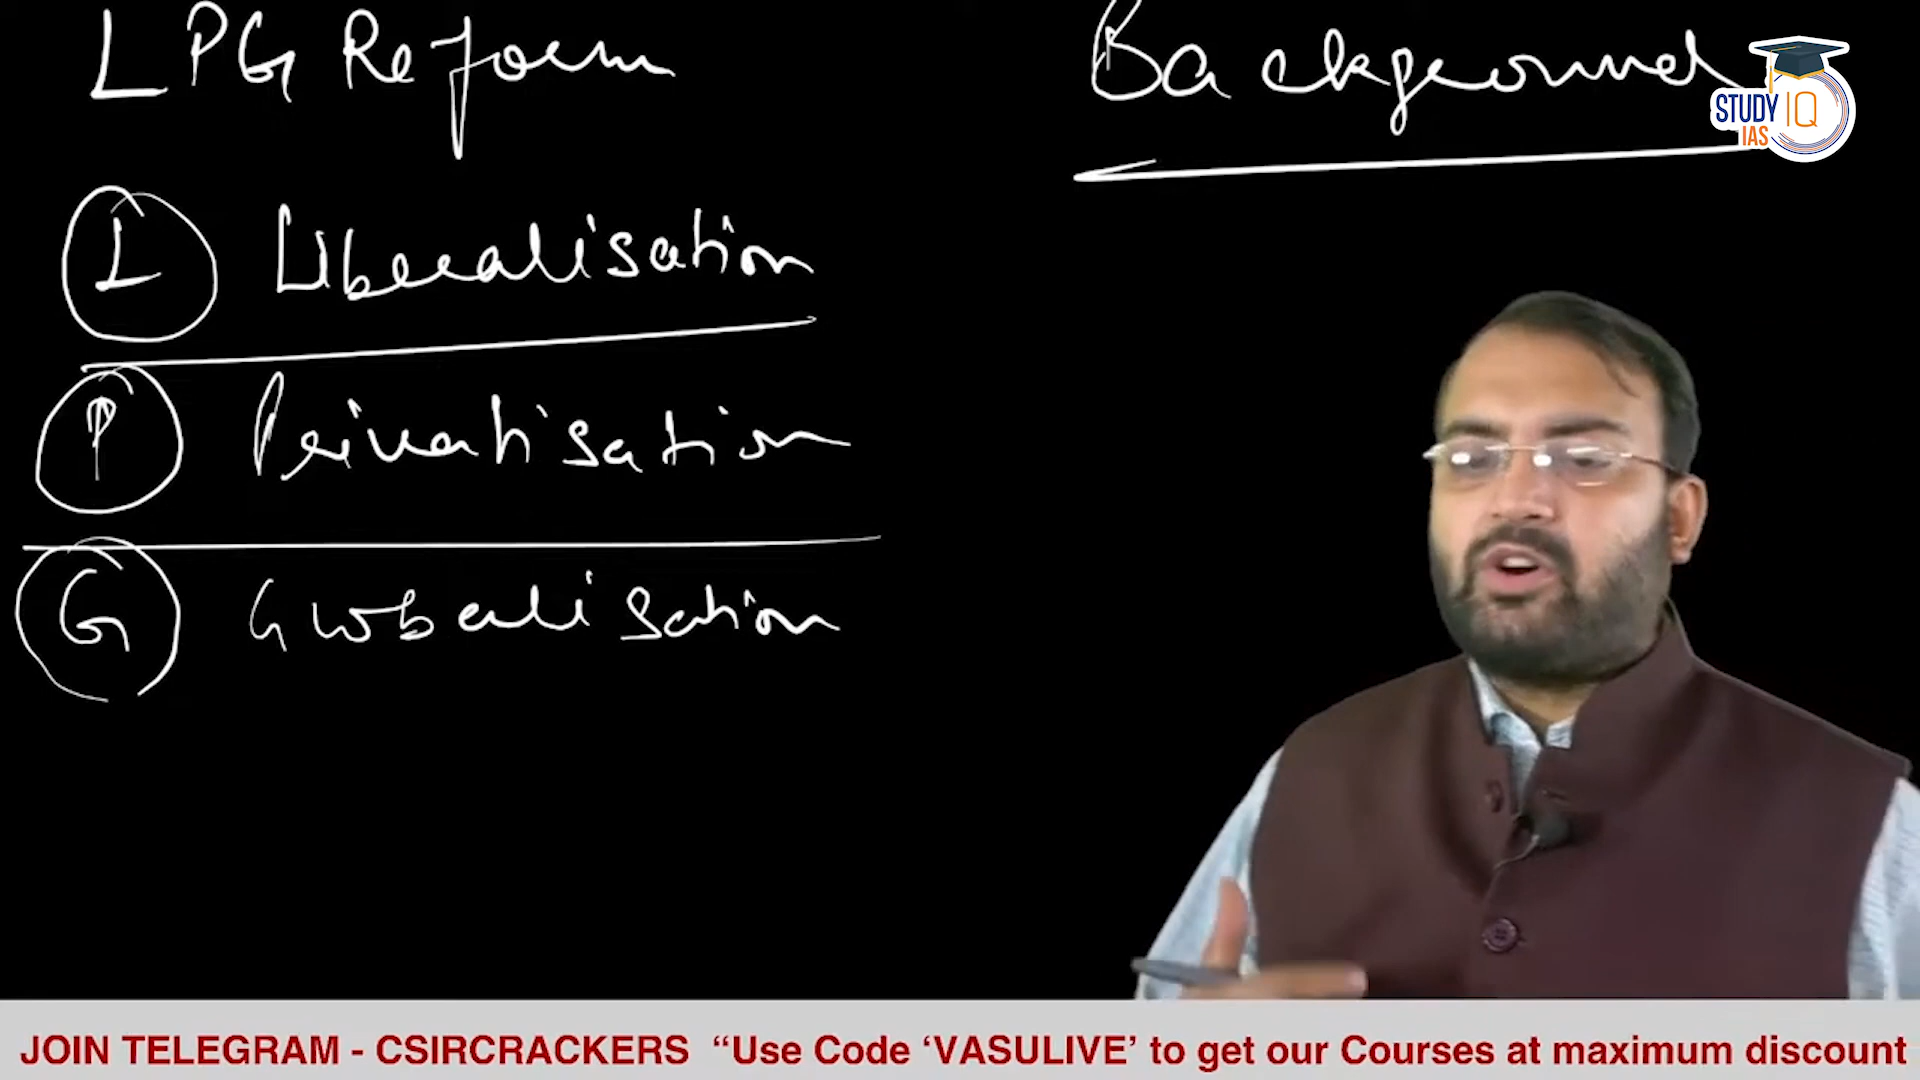 LPG Reform
Background
STUDY IQ
IAS
L Liberalisation
P Privatisation
G Globalisation
JOIN TELEGRAM - CSIRCRACKERS “Use Code ‘VASULIVE’ to get our Courses at maximum discount